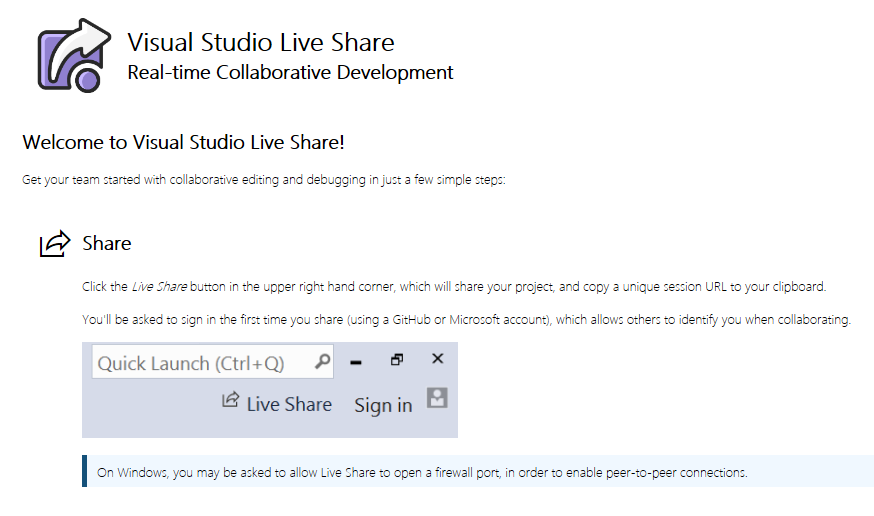 Visual Studio Live Share
Real-time Collaborative Development
Welcome to Visual Studio Live Share!
Get your team started with collaborative editing and debugging in just a few simple steps:
Share
Click the Live Share button in the upper right hand corner, which will share your project, and copy a unique session URL to your clipboard.
You'll be asked to sign in the first time you share (using a GitHub or Microsoft account), which allows others to identify you when collaborating.
Quick Launch (Ctrl+Q)
Live Share Sign in
On Windows, you may be asked to allow Live Share to open a firewall port, in order to enable peer-to-peer connections.